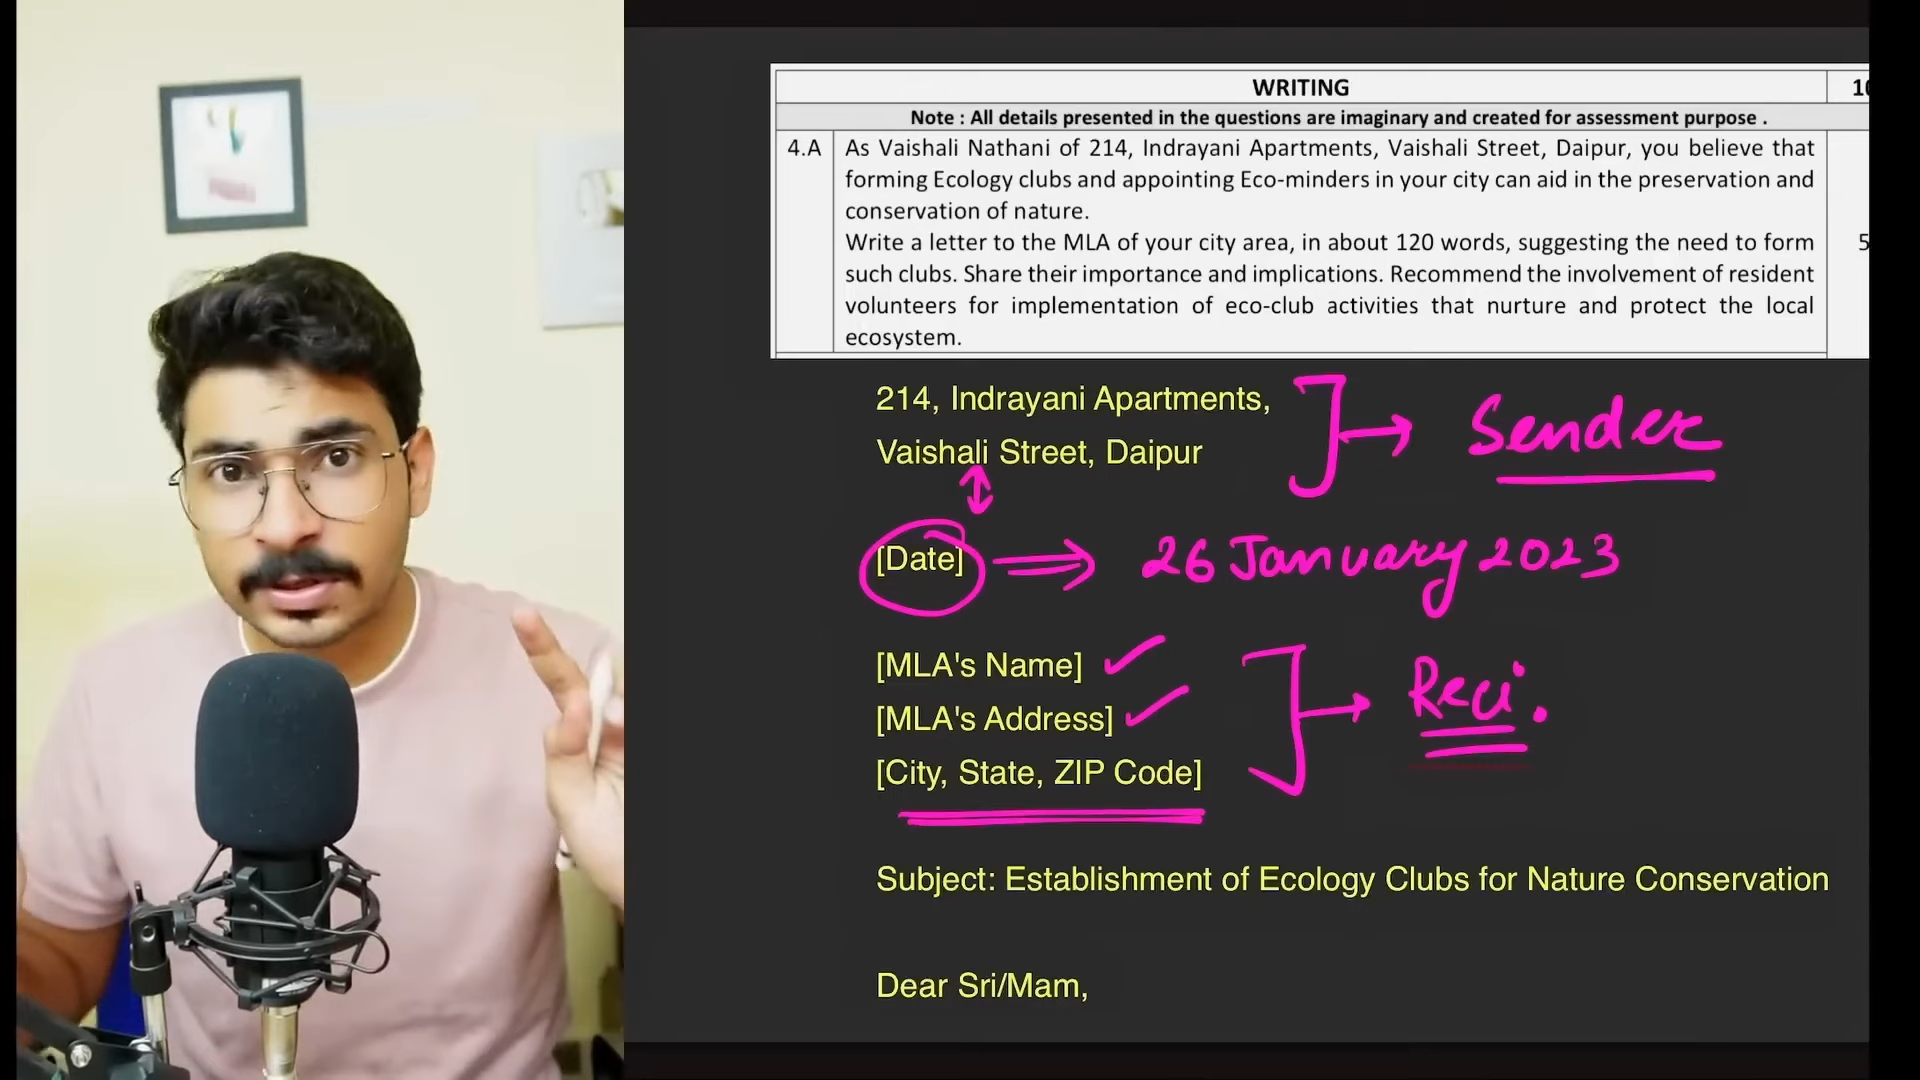 WRITING 10
Note : All details presented in the questions are imaginary and created for assessment purpose .
4.A As Vaishali Nathani of 214, Indrayani Apartments, Vaishali Street, Daipur, you believe that
forming Ecology clubs and appointing Eco-minders in your city can aid in the preservation and
conservation of nature.
Write a letter to the MLA of your city area, in about 120 words, suggesting the need to form 5
such clubs. Share their importance and implications. Recommend the involvement of resident
volunteers for implementation of eco-club activities that nurture and protect the local
ecosystem.
214, Indrayani Apartments,
Vaishali Street, Daipur
Sender
[Date] 26 January 2023
[MLA's Name]
[MLA's Address]
[City, State, ZIP Code]
Reci.
Subject: Establishment of Ecology Clubs for Nature Conservation
Dear Sri/Mam,